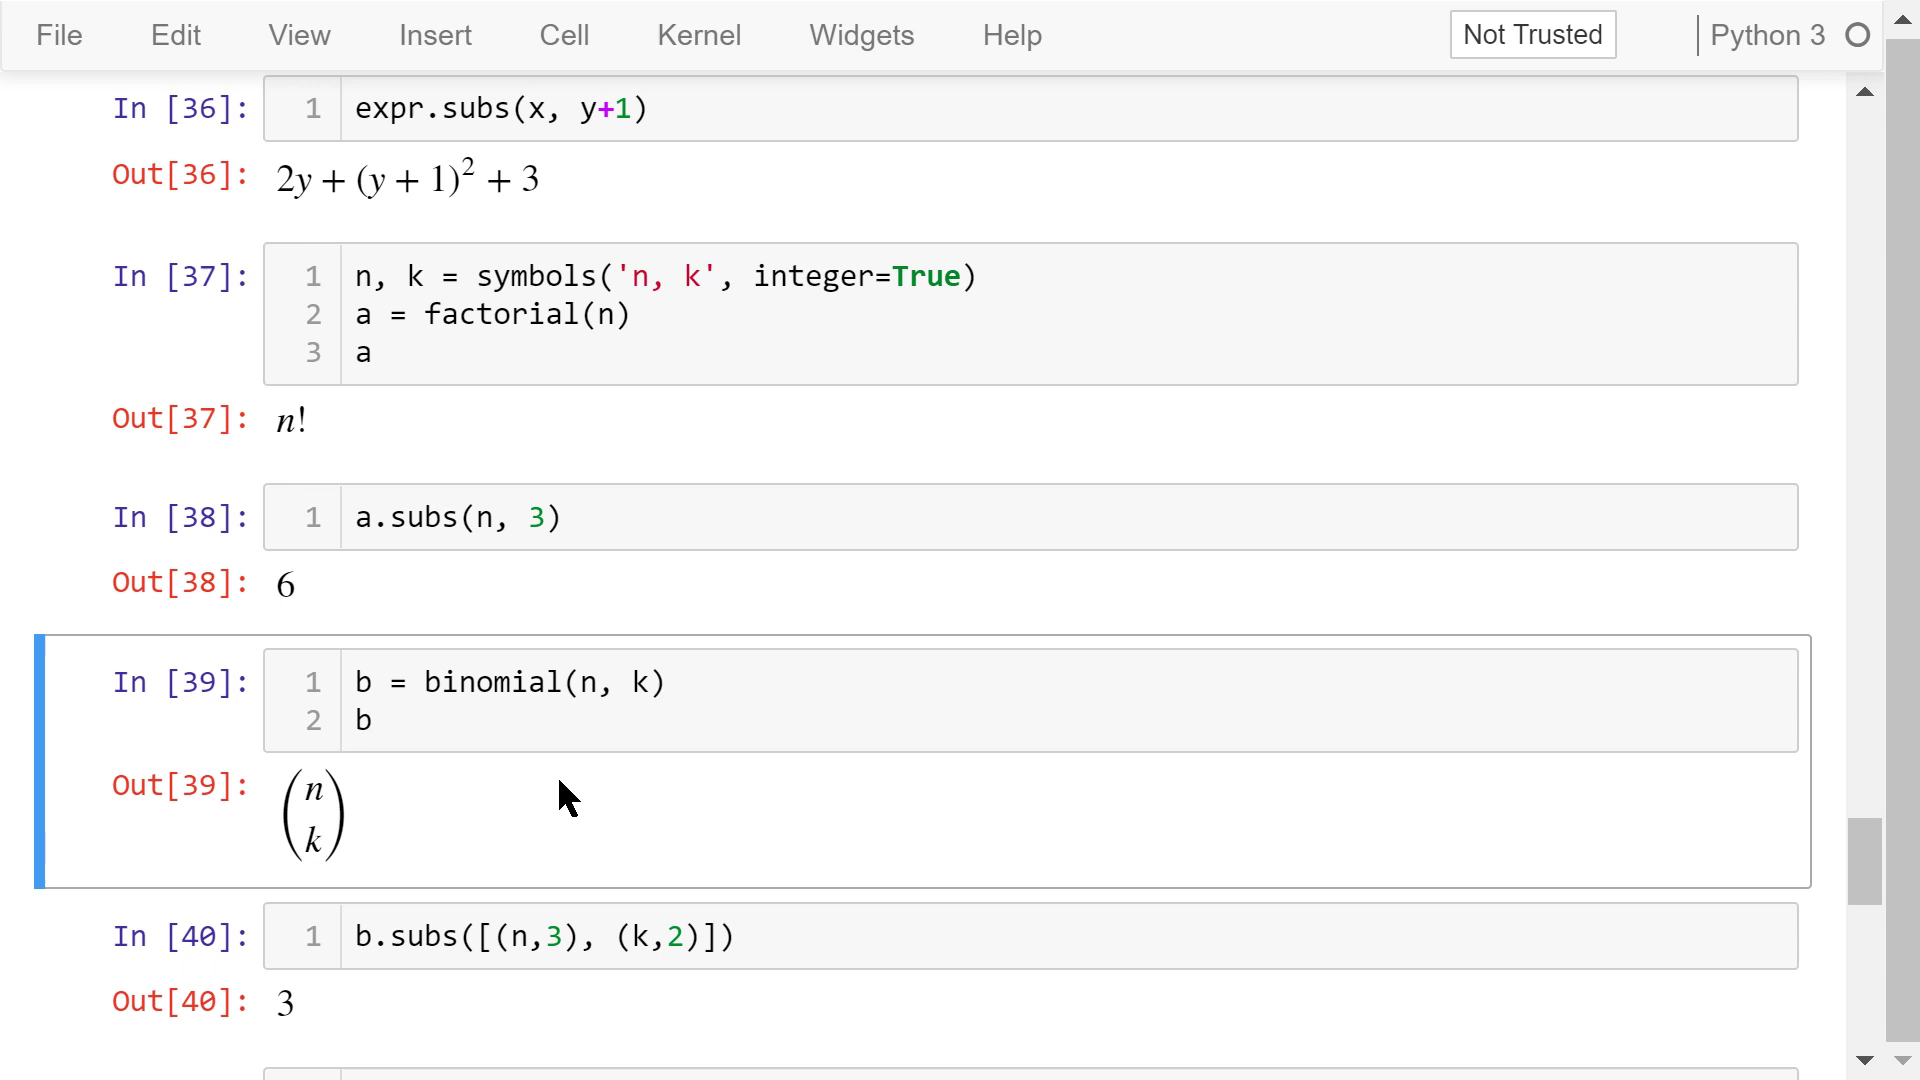 File Edit View Insert Cell Kernel Widgets Help Not Trusted Python 3
In [36]: 1 expr.subs(x, y+1)
Out[36]: 2y + (y + 1)² + 3
In [37]: 1 n, k = symbols('n, k', integer=True)
2 a = factorial(n)
3 a
Out[37]: n!
In [38]: 1 a.subs(n, 3)
Out[38]: 6
In [39]: 1 b = binomial(n, k)
2 b
Out[39]: (n
k)
In [40]: 1 b.subs([(n,3), (k,2)])
Out[40]: 3